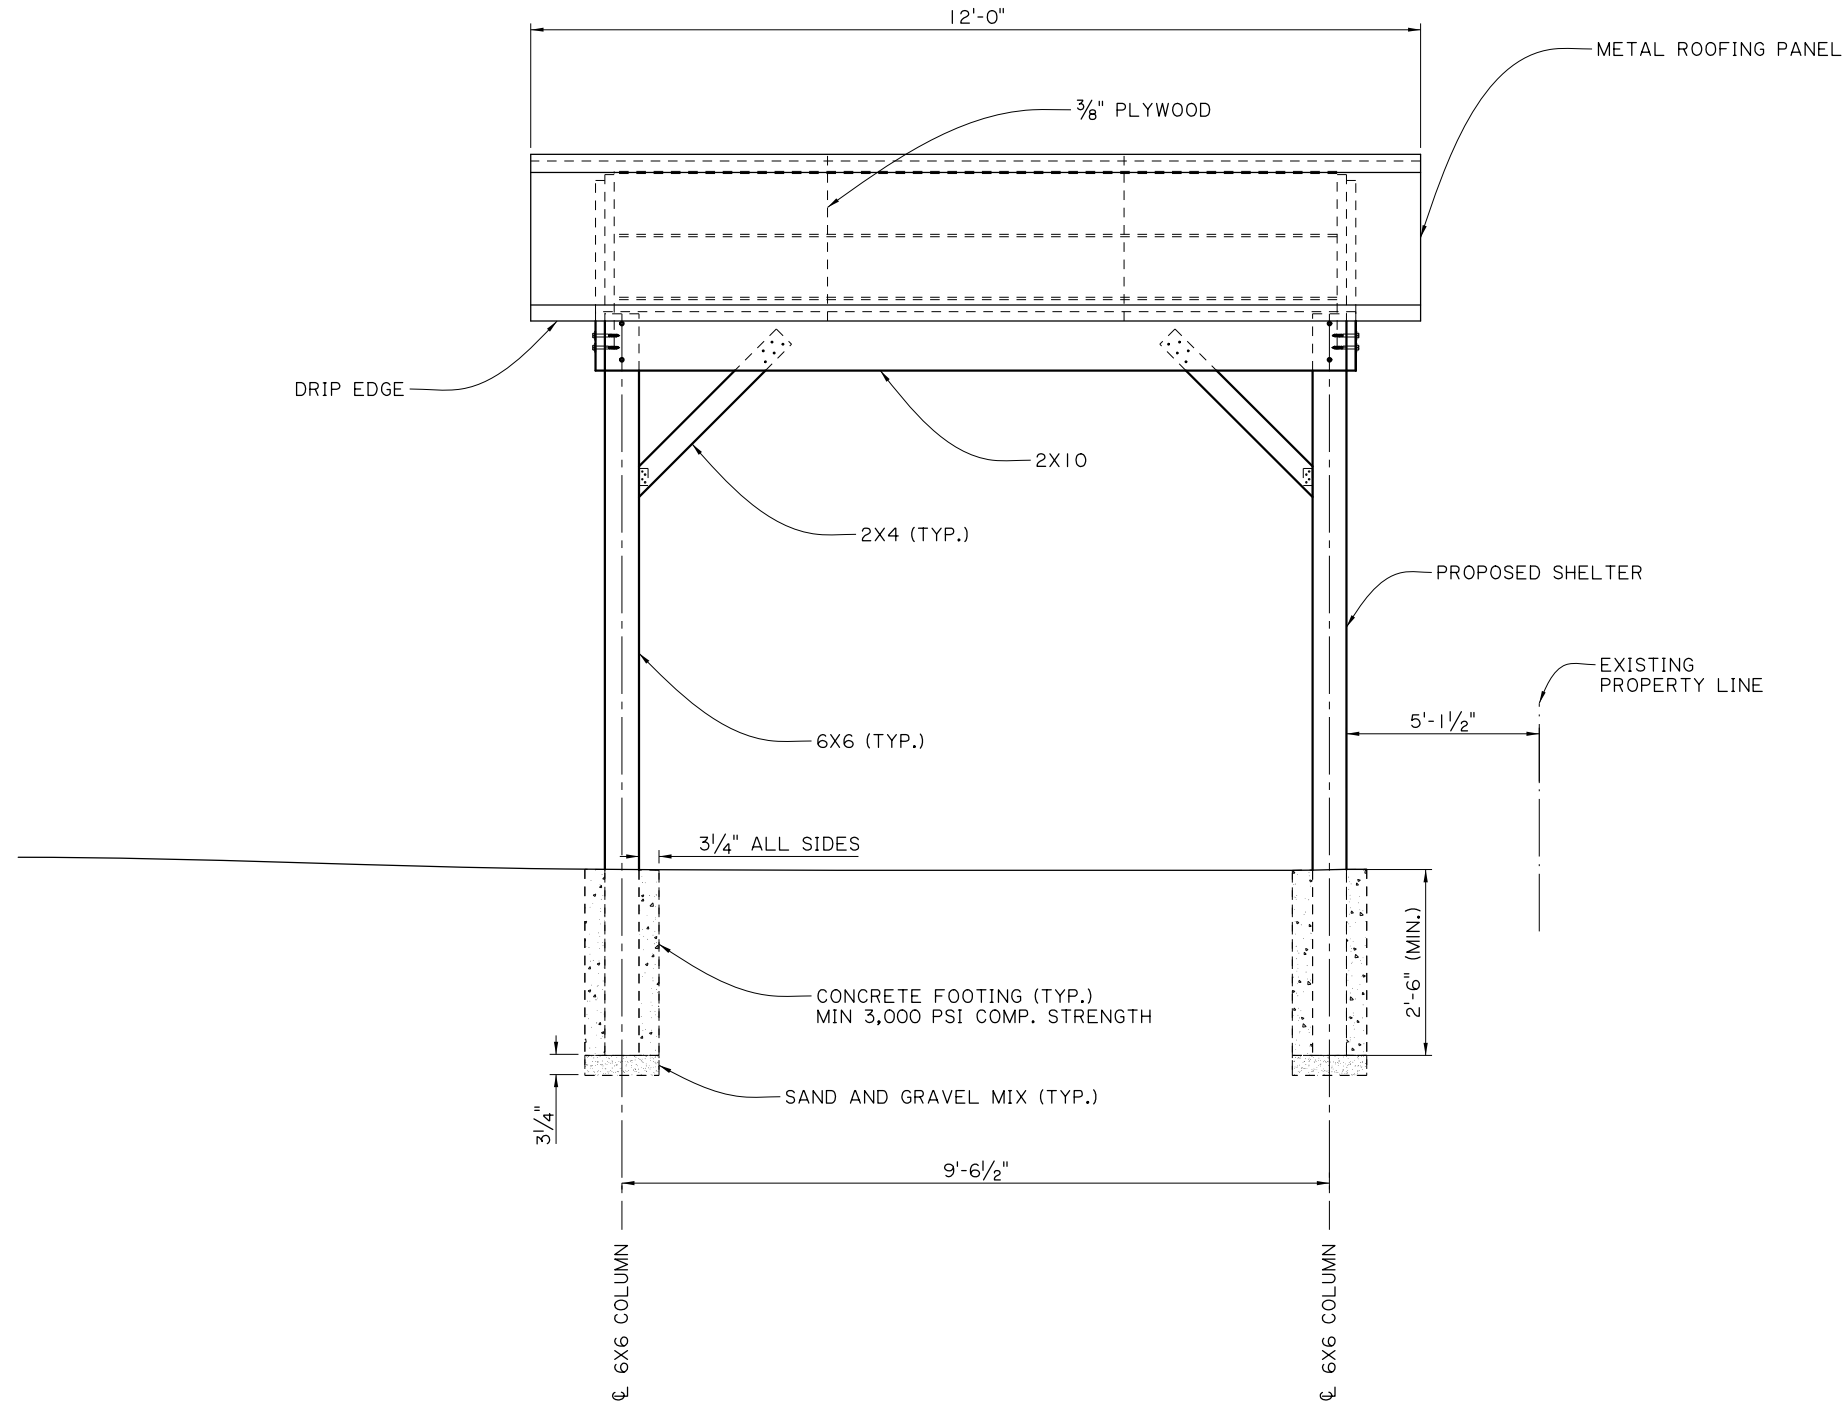 12'-0"
METAL ROOFING PANEL
3/8" PLYWOOD
DRIP EDGE
2X10
2X4 (TYP.)
PROPOSED SHELTER
EXISTING
PROPERTY LINE
5'-1 1/2"
6X6 (TYP.)
3 1/4" ALL SIDES
2'-6" (MIN.)
CONCRETE FOOTING (TYP.)
MIN 3,000 PSI COMP. STRENGTH
SAND AND GRAVEL MIX (TYP.)
3 1/4"
9'-6 1/2"
℄ 6X6 COLUMN
℄ 6X6 COLUMN